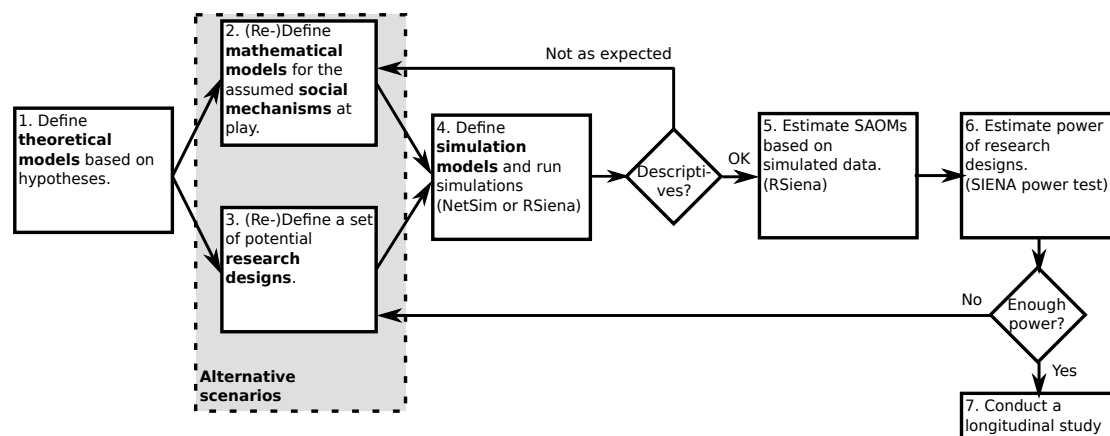 1. Define
theoretical
models based on
hypotheses.
2. (Re-)Define
mathematical
models for the
assumed social
mechanisms at
play.
3. (Re-)Define a set
of potential
research
designs.
Alternative
scenarios
Not as expected
4. Define
simulation
models and run
simulations
(NetSim or RSiena)
Descripti-
ves?
OK
5. Estimate SAOMs
based on
simulated data.
(RSiena)
6. Estimate power
of research
designs.
(SIENA power test)
No
Enough
power?
Yes
7. Conduct a
longitudinal study